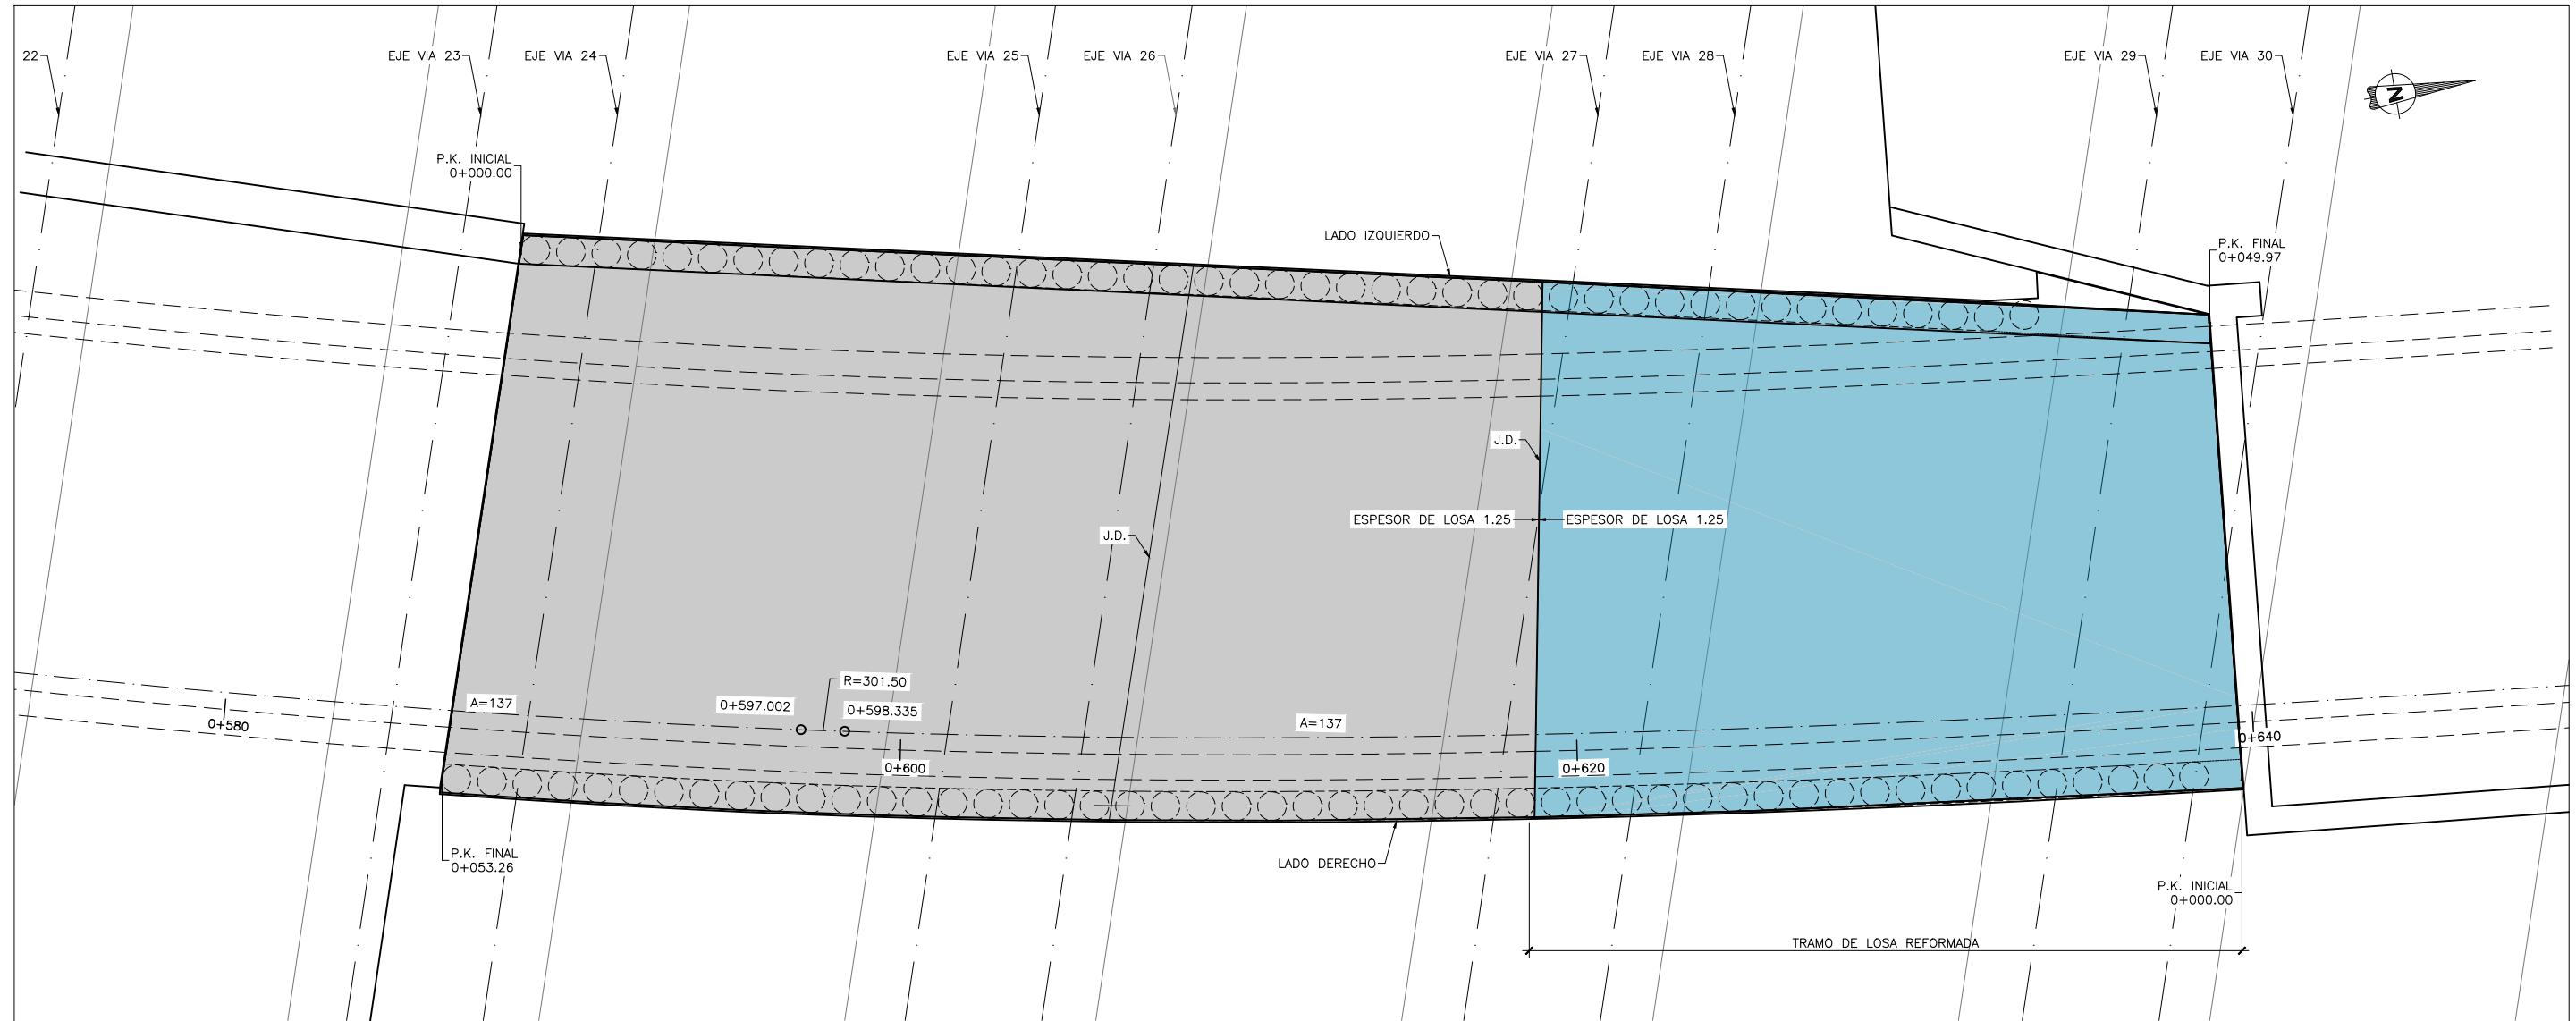 22
EJE VIA 23
EJE VIA 24
EJE VIA 25
EJE VIA 26
EJE VIA 27
EJE VIA 28
EJE VIA 29
EJE VIA 30
N
P.K. INICIAL
0+000.00
LADO IZQUIERDO
P.K. FINAL
0+049.97
J.D.
ESPESOR DE LOSA 1.25
ESPESOR DE LOSA 1.25
J.D.
R=301.50
A=137
0+597.002
0+598.335
A=137
0+580
0+600
0+620
0+640
P.K. FINAL
0+053.26
LADO DERECHO
P.K. INICIAL
0+000.00
TRAMO DE LOSA REFORMADA